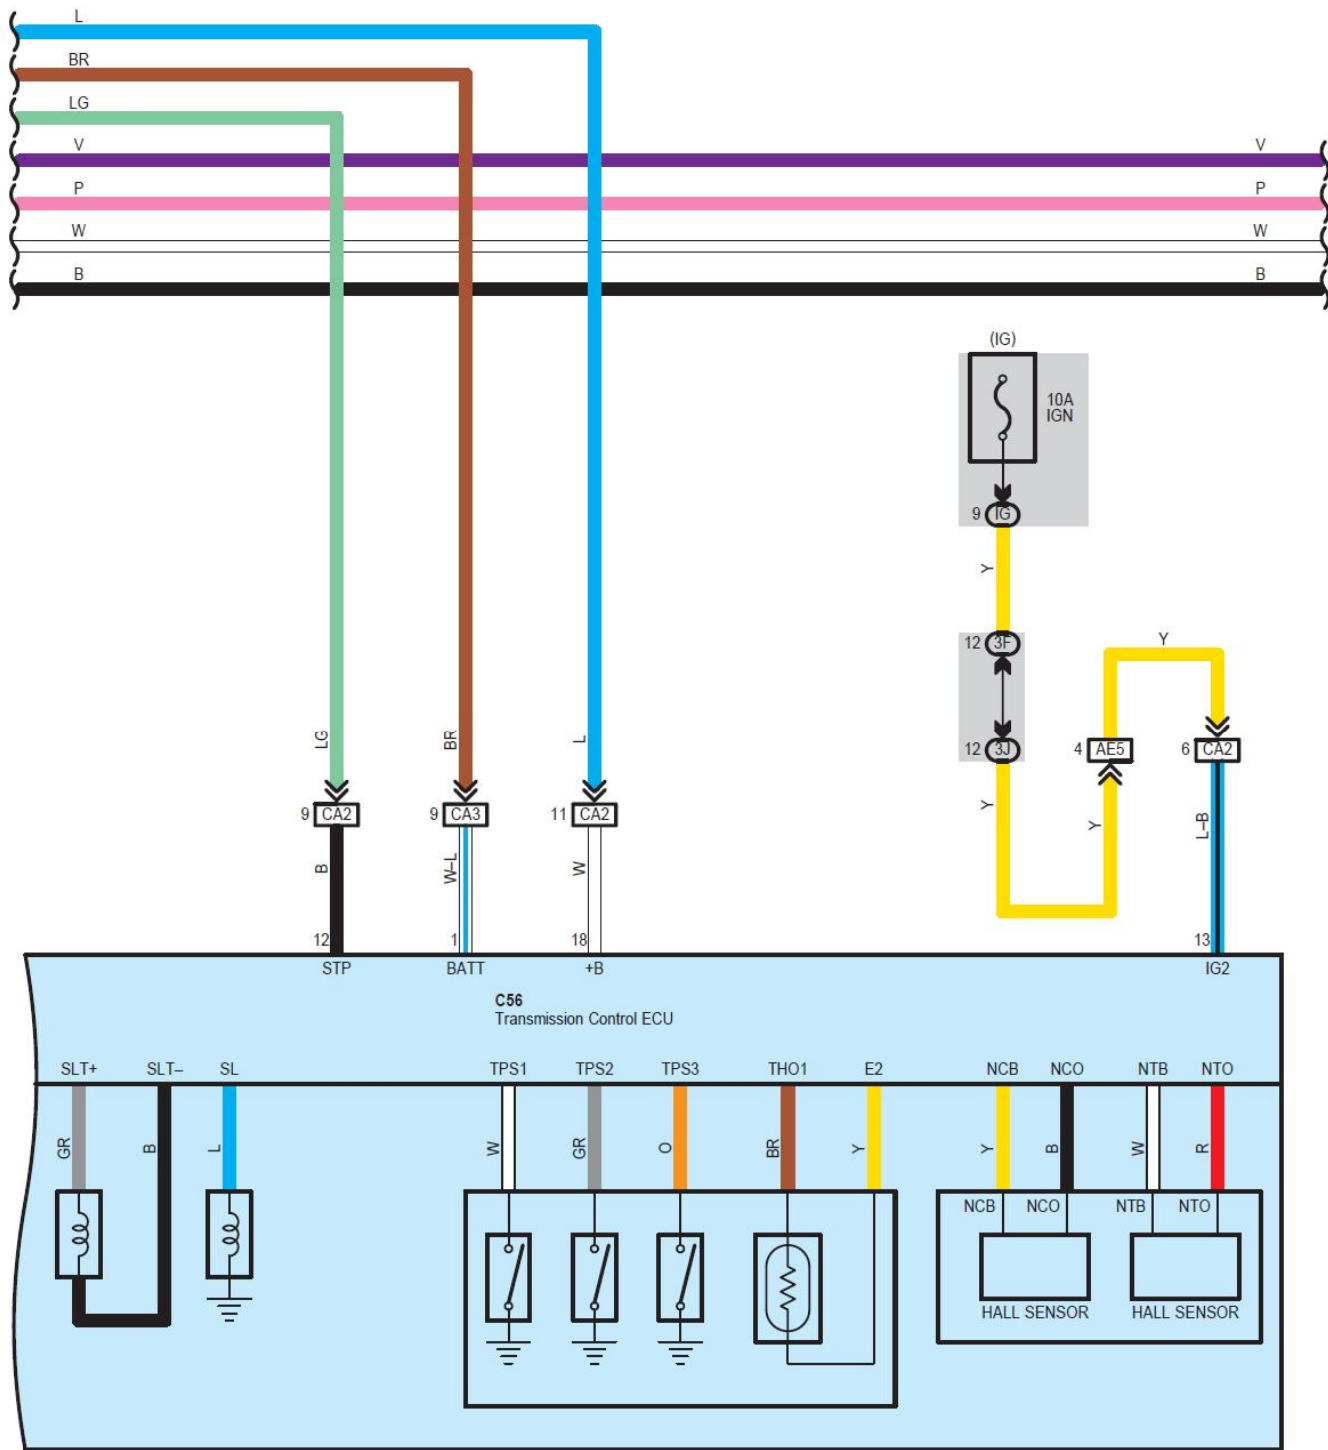 L
BR
LG
V V
P P
W W
B B
(IG)
10A
IGN
9 IG
Y
12 3F
Y
LG BR L
12 3J
4 AE5
6 CA2
9 CA2
9 CA3
11 CA2
Y Y L–B
B W–L W
12 1 18 13
STP BATT +B IG2
C56
Transmission Control ECU
SLT+ SLT– SL TPS1 TPS2 TPS3 THO1 E2 NCB NCO NTB NTO
GR B L W GR O BR Y Y B W R
NCB NCO NTB NTO
HALL SENSOR HALL SENSOR